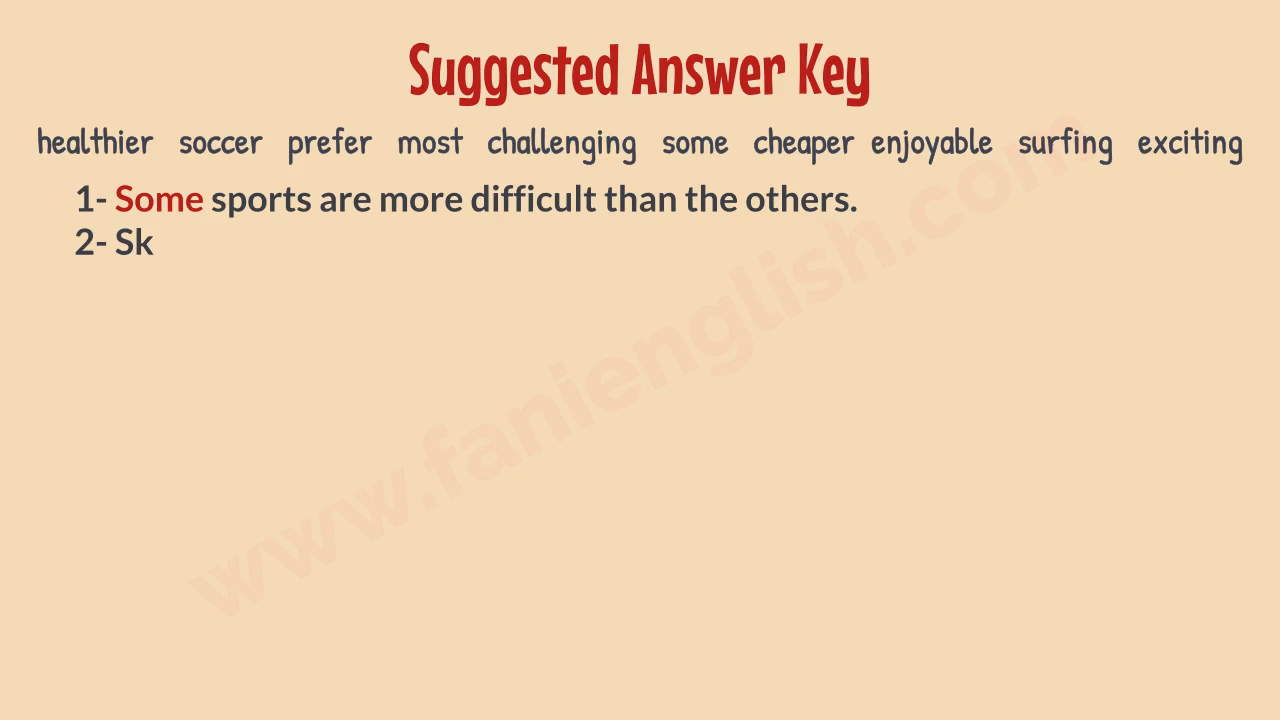 Suggested Answer Key
healthier soccer prefer most challenging some cheaper enjoyable surfing exciting
1- Some sports are more difficult than the others.
2- Sk
www.fanienglish.com